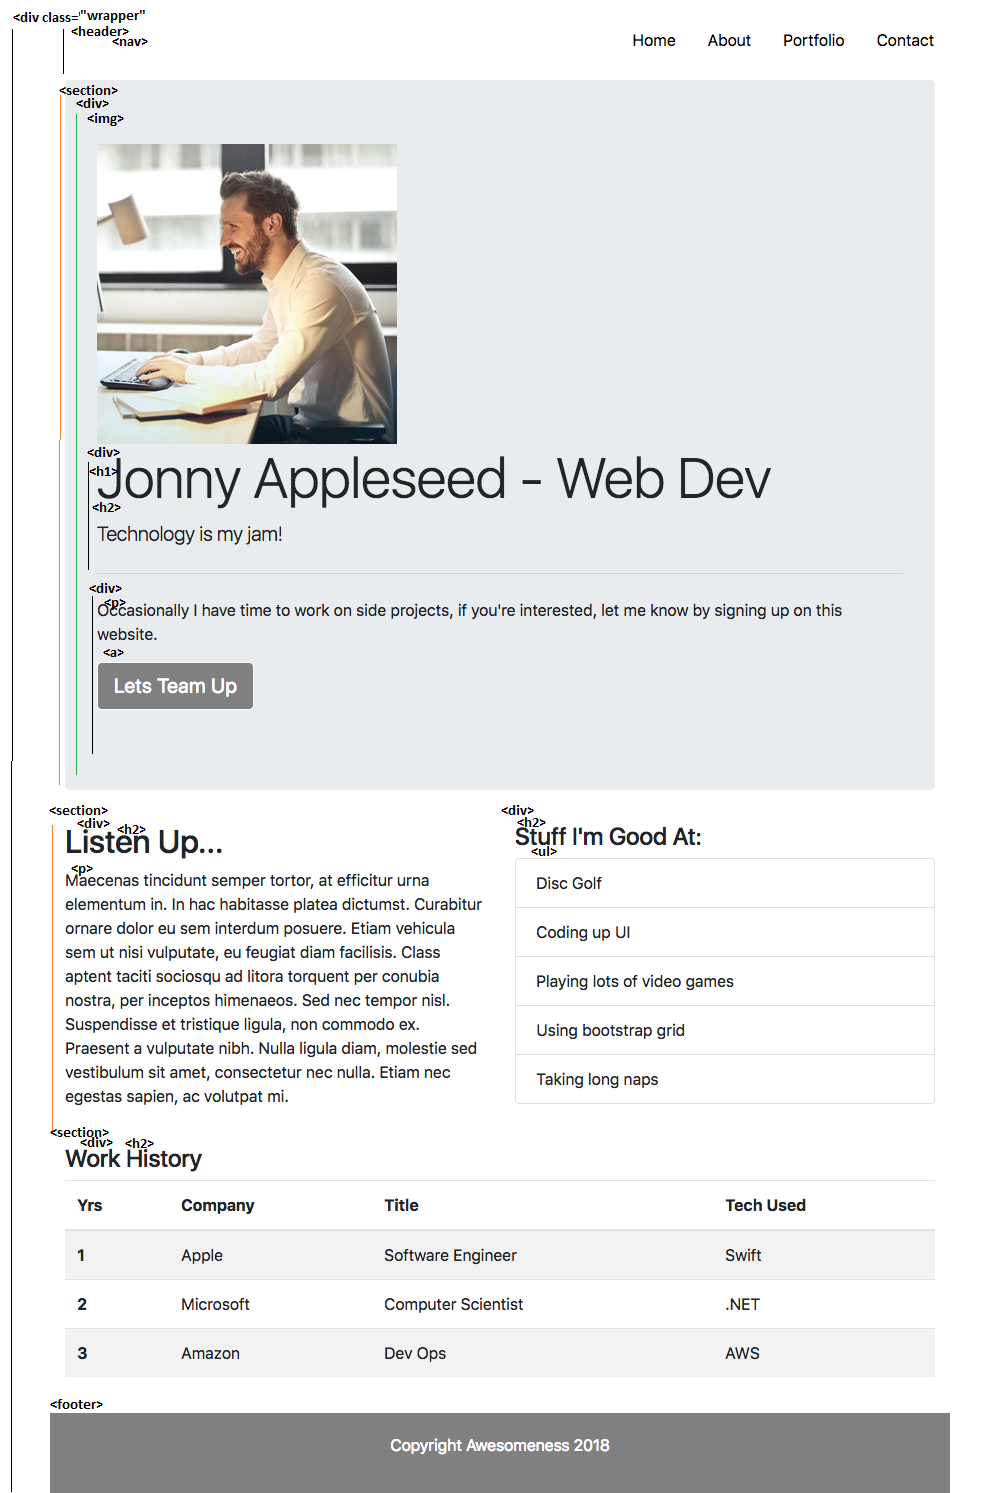 <div class="wrapper"
<header>
<nav>
Home About Portfolio Contact
<section>
<div>
<img>
<div>
<h1>
Jonny Appleseed - Web Dev
<h2>
Technology is my jam!
<div>
<p>
Occasionally I have time to work on side projects, if you're interested, let me know by signing up on this
website.
<a>
Lets Team Up
<section>
<div> <h2>
Listen Up...
<p>
Maecenas tincidunt semper tortor, at efficitur urna
elementum in. In hac habitasse platea dictumst. Curabitur
ornare dolor eu sem interdum posuere. Etiam vehicula
sem ut nisi vulputate, eu feugiat diam facilisis. Class
aptent taciti sociosqu ad litora torquent per conubia
nostra, per inceptos himenaeos. Sed nec tempor nisl.
Suspendisse et tristique ligula, non commodo ex.
Praesent a vulputate nibh. Nulla ligula diam, molestie sed
vestibulum sit amet, consectetur nec nulla. Etiam nec
egestas sapien, ac volutpat mi.
<div>
<h2>
Stuff I'm Good At:
<ul>
Disc Golf
Coding up UI
Playing lots of video games
Using bootstrap grid
Taking long naps
<section>
<div> <h2>
Work History
Yrs Company Title Tech Used
1 Apple Software Engineer Swift
2 Microsoft Computer Scientist .NET
3 Amazon Dev Ops AWS
<footer>
Copyright Awesomeness 2018